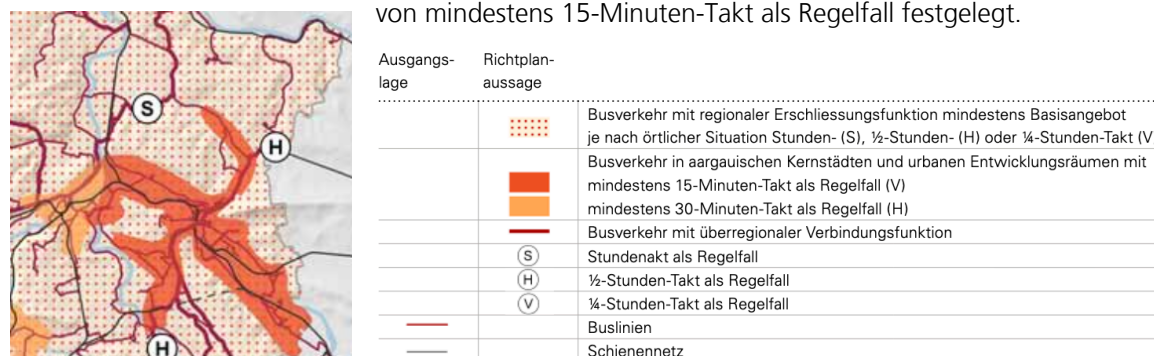 von mindestens 15-Minuten-Takt als Regelfall festgelegt.
Ausgangs-
lage
Richtplan-
aussage
Busverkehr mit regionaler Erschliessungsfunktion mindestens Basisangebot
je nach örtlicher Situation Stunden- (S), ½-Stunden- (H) oder ¼-Stunden-Takt (V
Busverkehr in aargauischen Kernstädten und urbanen Entwicklungsräumen mit
mindestens 15-Minuten-Takt als Regelfall (V)
mindestens 30-Minuten-Takt als Regelfall (H)
Busverkehr mit überregionaler Verbindungsfunktion
S Stundenakt als Regelfall
H ½-Stunden-Takt als Regelfall
V ¼-Stunden-Takt als Regelfall
Buslinien
Schienennetz
S
H
H